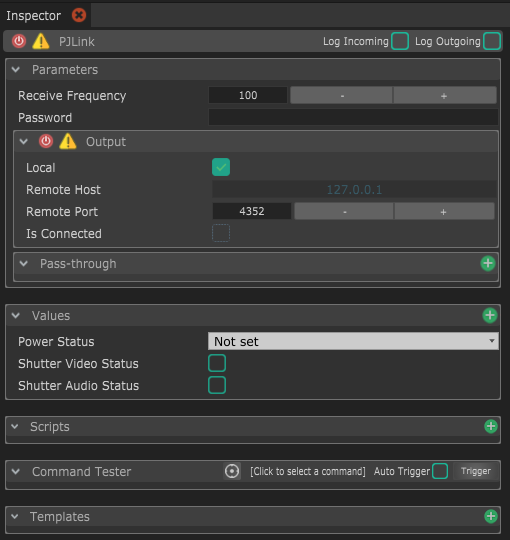 Inspector
PJLink Log Incoming Log Outgoing
Parameters
Receive Frequency 100 - +
Password
Output
Local
Remote Host 127.0.0.1
Remote Port 4352 - +
Is Connected
Pass-through
Values
Power Status Not set
Shutter Video Status
Shutter Audio Status
Scripts
Command Tester [Click to select a command] Auto Trigger Trigger
Templates